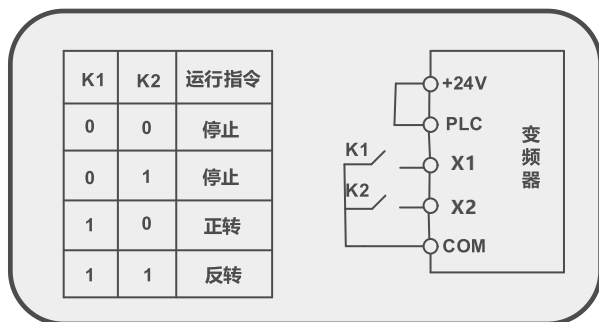 K1 K2 运行指令
0 0 停止
0 1 停止
1 0 正转
1 1 反转
+24V
PLC
K1
X1
K2
X2
COM
变频器